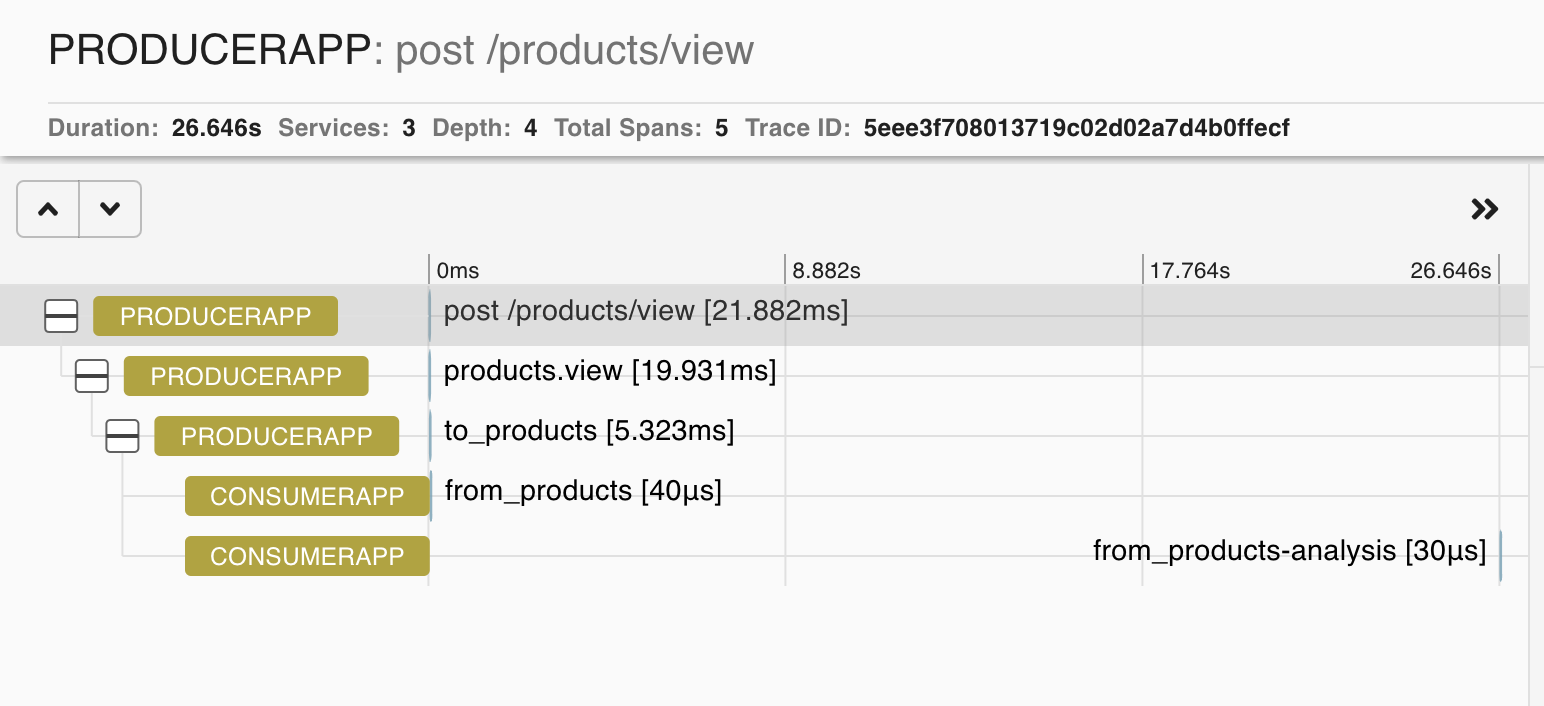 PRODUCERAPP: post /products/view
Duration: 26.646s Services: 3 Depth: 4 Total Spans: 5 Trace ID: 5eee3f708013719c02d02a7d4b0ffecf
0ms 8.882s 17.764s 26.646s
PRODUCERAPP post /products/view [21.882ms]
PRODUCERAPP products.view [19.931ms]
PRODUCERAPP to_products [5.323ms]
CONSUMERAPP from_products [40μs]
CONSUMERAPP from_products-analysis [30μs]